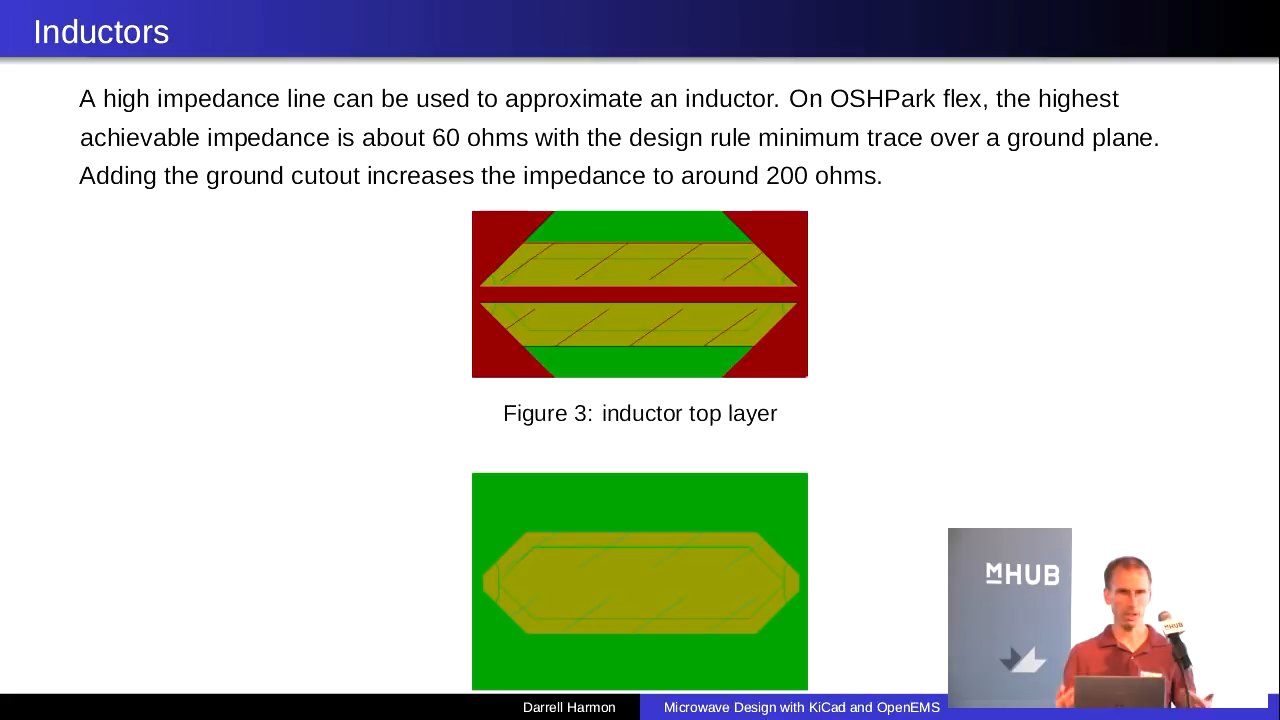 Inductors
A high impedance line can be used to approximate an inductor. On OSHPark flex, the highest
achievable impedance is about 60 ohms with the design rule minimum trace over a ground plane.
Adding the ground cutout increases the impedance to around 200 ohms.
Figure 3: inductor top layer
MHUB
MHUB
Darrell Harmon
Microwave Design with KiCad and OpenEMS